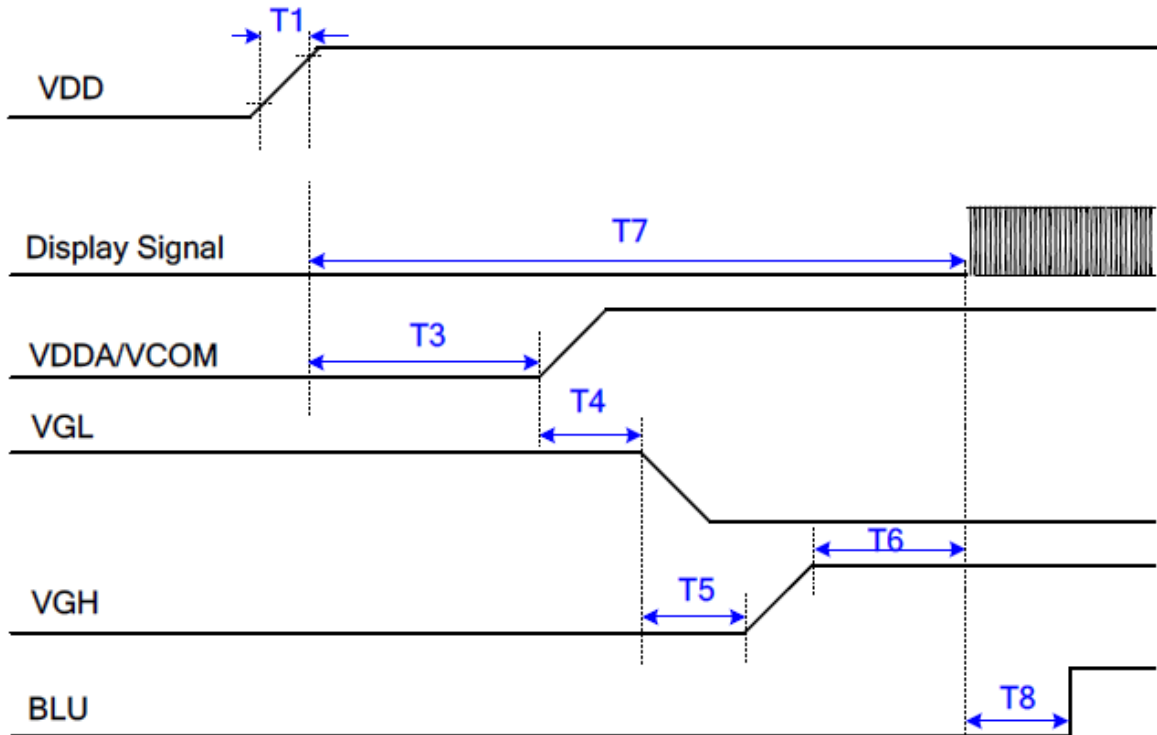 T1
VDD
T7
Display Signal
T3
VDDA/VCOM
T4
VGL
T6
T5
VGH
T8
BLU